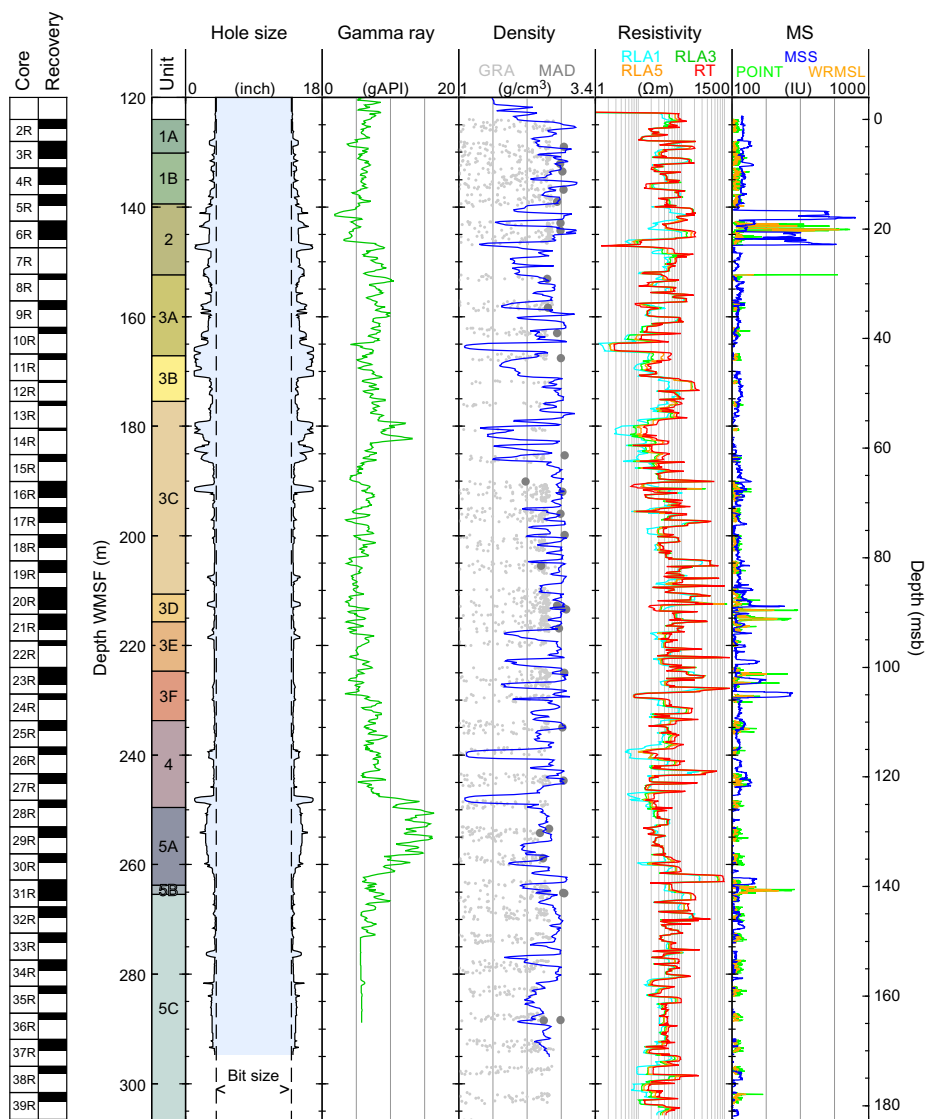 Hole size Gamma ray Density Resistivity MS
Core Recovery Unit
RLA1 RLA3 MSS
GRA MAD RLA5 RT POINT WRMSL
0 (inch) 18 0 (gAPI) 20 1 (g/cm³) 3.4 1 (Ωm) 1500 100 (IU) 1000
120 0
2R 1A
3R
4R 1B
5R
140
6R 2 20
7R
8R
9R 3A
160
10R 40
11R 3B
12R
13R
180
14R 60
15R
16R 3C
17R
200
18R 80
19R
20R 3D
21R
220 3E
22R 100
23R 3F
24R
25R
240 4
26R 120
27R
28R
29R 5A
260
30R
31R 5B 140
32R
33R
280
34R
35R 5C 160
36R
37R
300
38R
39R 180
Bit size
Depth WMSF (m)
Depth (msb)